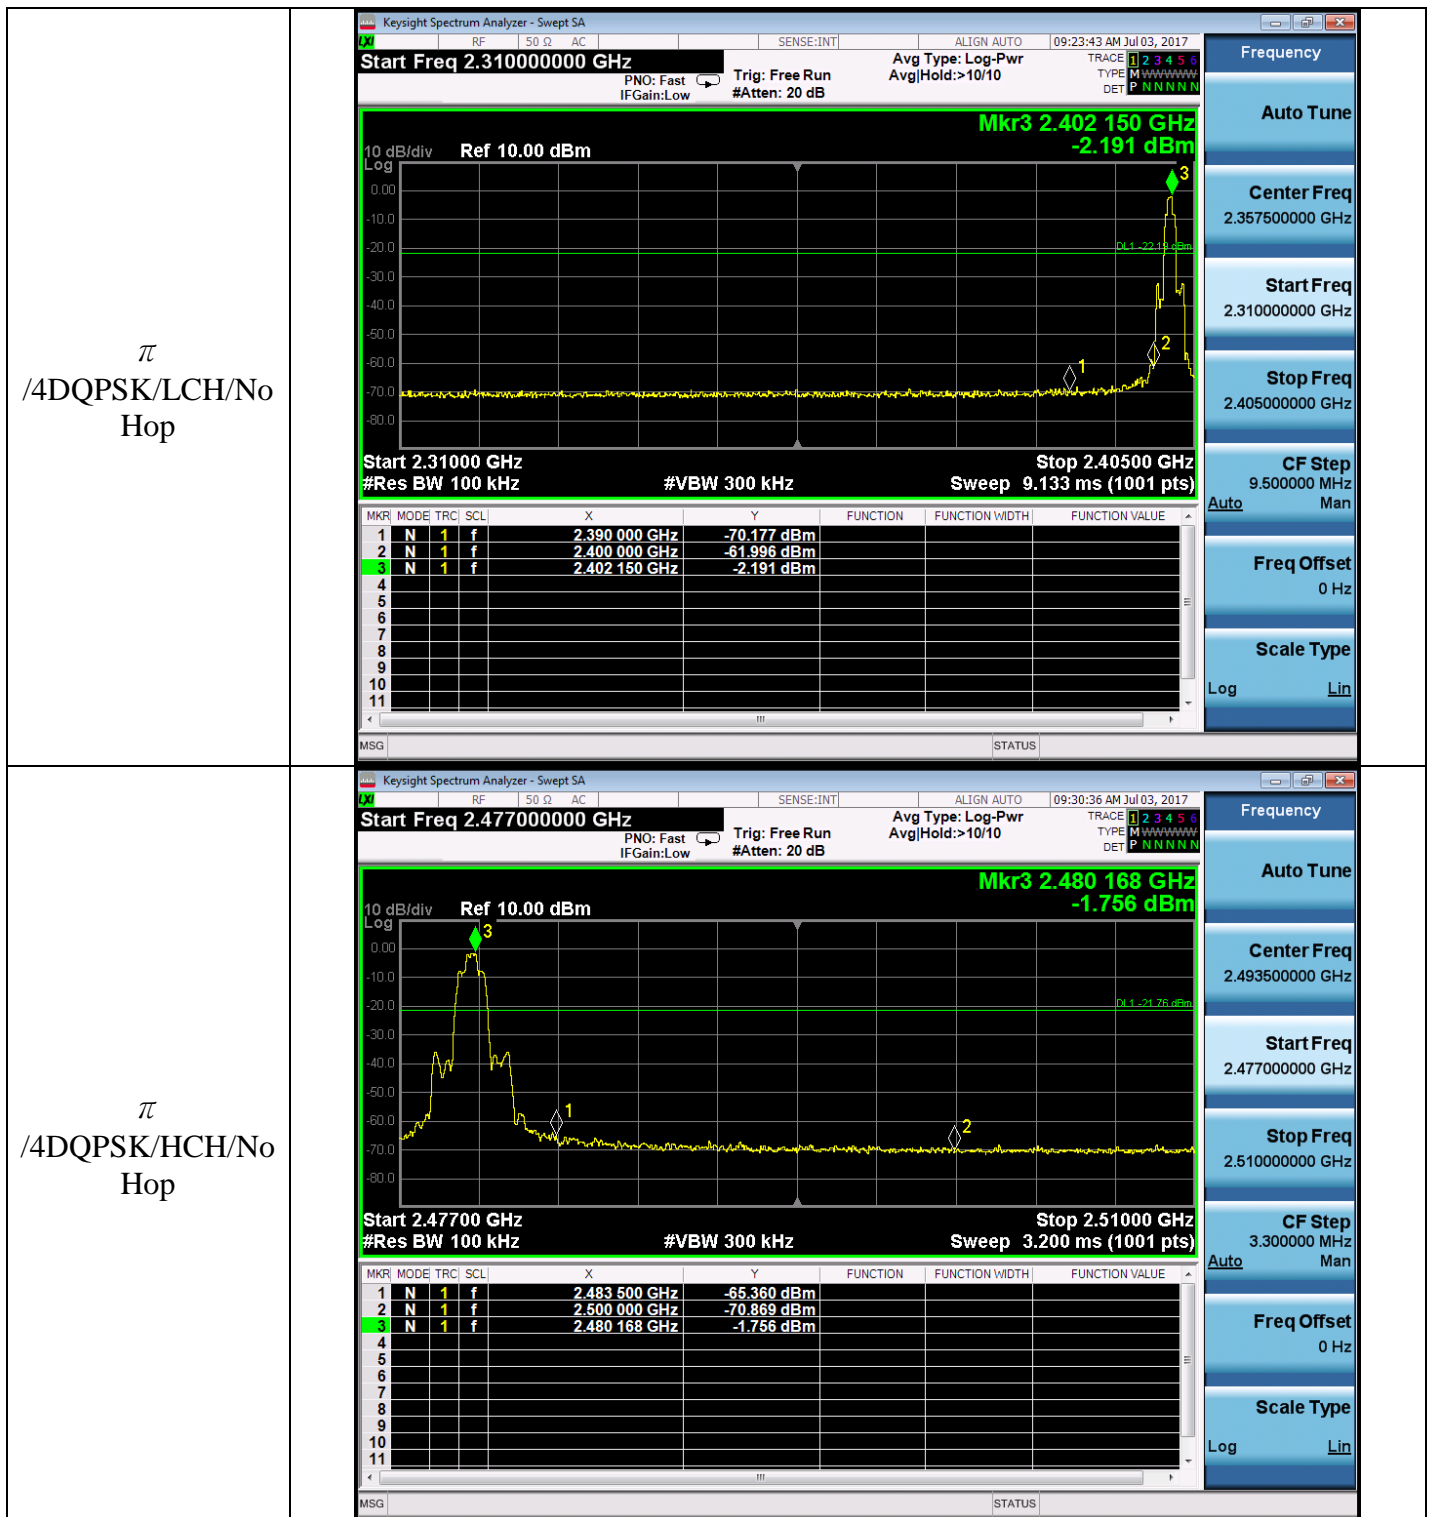 π
/4DQPSK/LCH/No
Hop
Keysight Spectrum Analyzer - Swept SA
LXI RF 50 Ω AC SENSE:INT ALIGN AUTO 09:23:43 AM Jul 03, 2017
Start Freq 2.310000000 GHz
PNO: Fast
IFGain:Low
Trig: Free Run
#Atten: 20 dB
Avg Type: Log-Pwr
Avg|Hold:>10/10
TRACE 1 2 3 4 5 6
TYPE M WWWWW
DET P N N N N N
Mkr3 2.402 150 GHz
-2.191 dBm
10 dB/div Ref 10.00 dBm
Log
0.00
-10.0
-20.0
-30.0
-40.0
-50.0
-60.0
-70.0
-80.0
DL1 -22.19 dBm
1
2
3
Start 2.31000 GHz Stop 2.40500 GHz
#Res BW 100 kHz #VBW 300 kHz Sweep 9.133 ms (1001 pts)
MKR MODE TRC SCL X Y FUNCTION FUNCTION WIDTH FUNCTION VALUE
1 N 1 f 2.390 000 GHz -70.177 dBm
2 N 1 f 2.400 000 GHz -61.996 dBm
3 N 1 f 2.402 150 GHz -2.191 dBm
4
5
6
7
8
9
10
11
MSG STATUS
Frequency
Auto Tune
Center Freq
2.357500000 GHz
Start Freq
2.310000000 GHz
Stop Freq
2.405000000 GHz
CF Step
9.500000 MHz
Auto Man
Freq Offset
0 Hz
Scale Type
Log Lin
π
/4DQPSK/HCH/No
Hop
Keysight Spectrum Analyzer - Swept SA
LXI RF 50 Ω AC SENSE:INT ALIGN AUTO 09:30:36 AM Jul 03, 2017
Start Freq 2.477000000 GHz
PNO: Fast
IFGain:Low
Trig: Free Run
#Atten: 20 dB
Avg Type: Log-Pwr
Avg|Hold:>10/10
TRACE 1 2 3 4 5 6
TYPE M WWWWW
DET P N N N N N
Mkr3 2.480 168 GHz
-1.756 dBm
10 dB/div Ref 10.00 dBm
Log
0.00
-10.0
-20.0
-30.0
-40.0
-50.0
-60.0
-70.0
-80.0
DL1 -21.76 dBm
3
1
2
Start 2.47700 GHz Stop 2.51000 GHz
#Res BW 100 kHz #VBW 300 kHz Sweep 3.200 ms (1001 pts)
MKR MODE TRC SCL X Y FUNCTION FUNCTION WIDTH FUNCTION VALUE
1 N 1 f 2.483 500 GHz -65.360 dBm
2 N 1 f 2.500 000 GHz -70.869 dBm
3 N 1 f 2.480 168 GHz -1.756 dBm
4
5
6
7
8
9
10
11
MSG STATUS
Frequency
Auto Tune
Center Freq
2.493500000 GHz
Start Freq
2.477000000 GHz
Stop Freq
2.510000000 GHz
CF Step
3.300000 MHz
Auto Man
Freq Offset
0 Hz
Scale Type
Log Lin